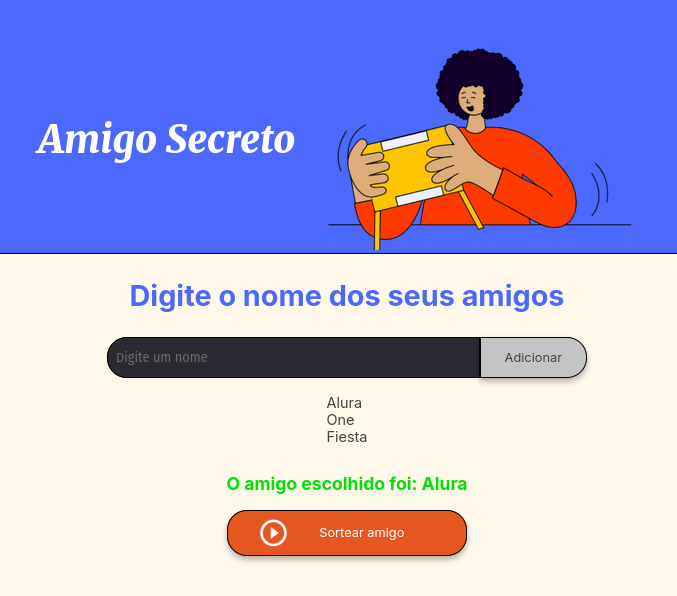 Amigo Secreto
Digite o nome dos seus amigos
Digite um nome
Adicionar
Alura
One
Fiesta
O amigo escolhido foi: Alura
Sortear amigo